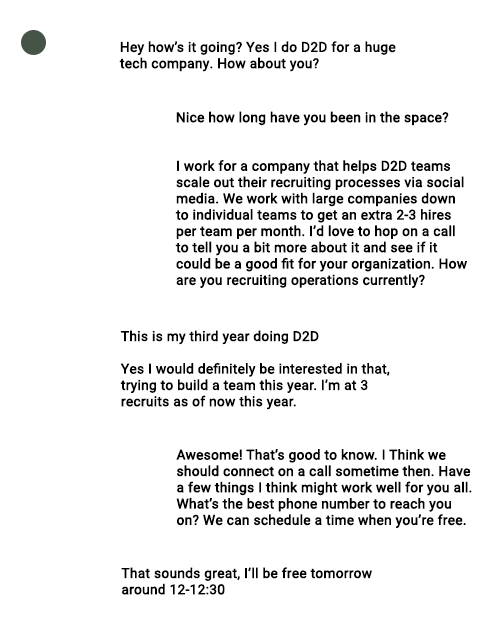 Hey how's it going? Yes I do D2D for a huge
tech company. How about you?
Nice how long have you been in the space?
I work for a company that helps D2D teams
scale out their recruiting processes via social
media. We work with large companies down
to individual teams to get an extra 2-3 hires
per team per month. I'd love to hop on a call
to tell you a bit more about it and see if it
could be a good fit for your organization. How
are you recruiting operations currently?
This is my third year doing D2D
Yes I would definitely be interested in that,
trying to build a team this year. I'm at 3
recruits as of now this year.
Awesome! That's good to know. I Think we
should connect on a call sometime then. Have
a few things I think might work well for you all.
What's the best phone number to reach you
on? We can schedule a time when you're free.
That sounds great, I'll be free tomorrow
around 12-12:30